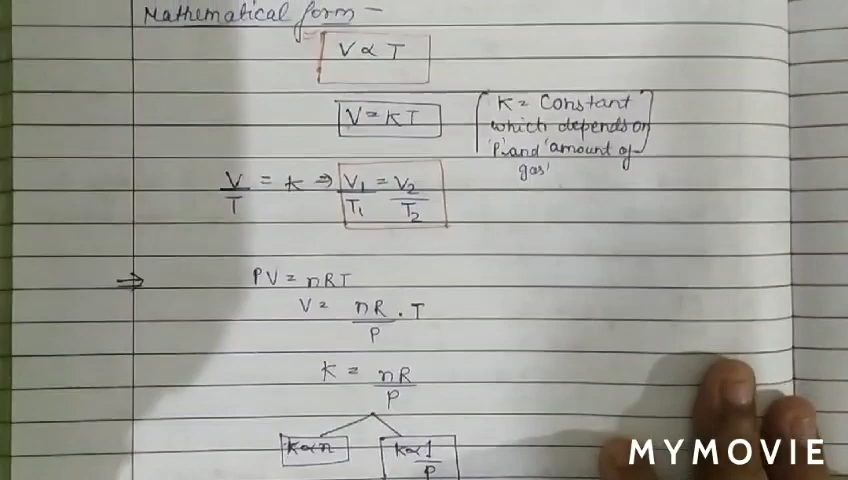 Mathematical form -
V ∝ T
V = KT
( K = Constant
which depends on
'P' and 'amount of
gas' )
V/T = k ⇒ V₁/T₁ = V₂/T₂
⇒ PV = nRT
V = nR/P . T
K = nR/P
k∝n k∝1/P
MYMOVIE